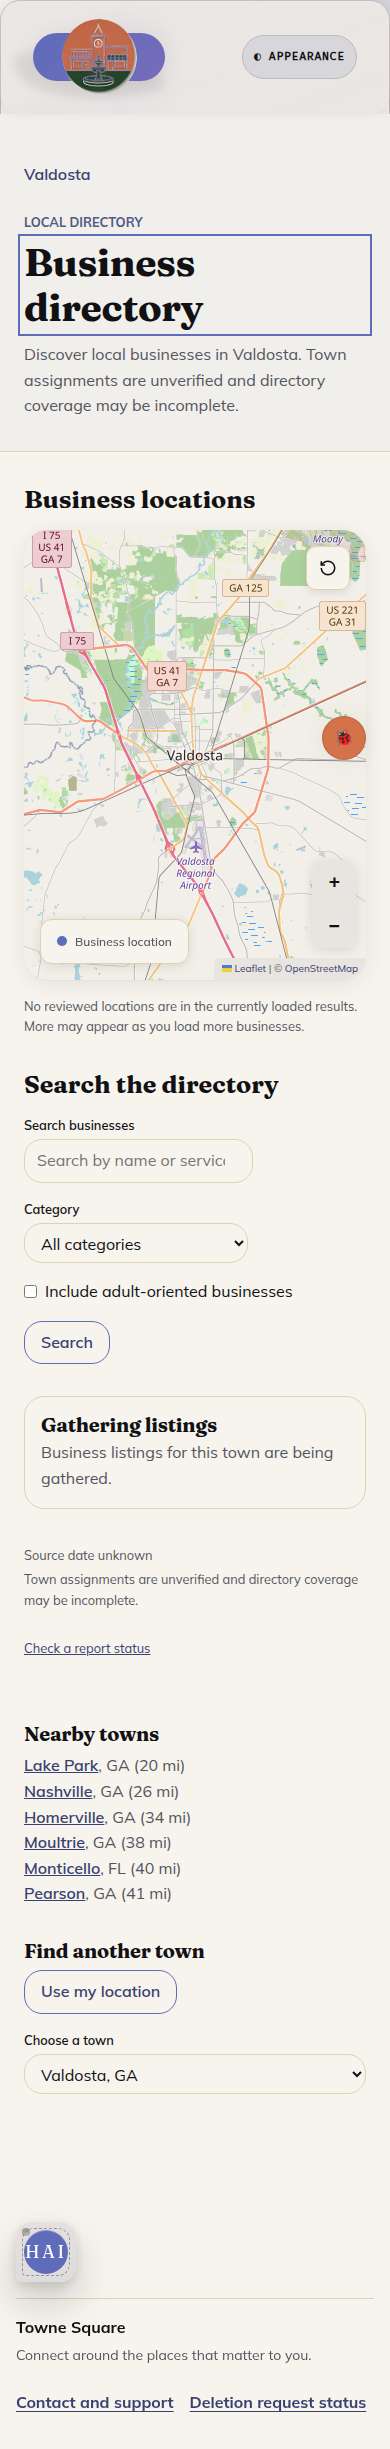 APPEARANCE
Valdosta
LOCAL DIRECTORY
Business
directory
Discover local businesses in Valdosta. Town
assignments are unverified and directory
coverage may be incomplete.
Business locations
I 75
US 41
GA 7
Moody
GA 125
US 221
GA 31
I 75
US 41
GA 7
Valdosta
Valdosta
Regional
Airport
+
−
Business location
Leaflet | © OpenStreetMap
No reviewed locations are in the currently loaded results.
More may appear as you load more businesses.
Search the directory
Search businesses
Search by name or servic
Category
All categories
Include adult-oriented businesses
Search
Gathering listings
Business listings for this town are being
gathered.
Source date unknown
Town assignments are unverified and directory coverage
may be incomplete.
Check a report status
Nearby towns
Lake Park, GA (20 mi)
Nashville, GA (26 mi)
Homerville, GA (34 mi)
Moultrie, GA (38 mi)
Monticello, FL (40 mi)
Pearson, GA (41 mi)
Find another town
Use my location
Choose a town
Valdosta, GA
HAI
Towne Square
Connect around the places that matter to you.
Contact and support Deletion request status